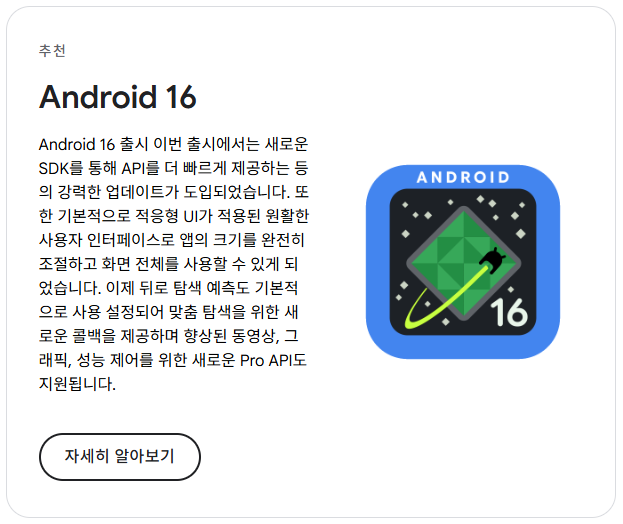 추천
Android 16
Android 16 출시 이번 출시에서는 새로운
SDK를 통해 API를 더 빠르게 제공하는 등
의 강력한 업데이트가 도입되었습니다. 또
한 기본적으로 적응형 UI가 적용된 원활한
사용자 인터페이스로 앱의 크기를 완전히
조절하고 화면 전체를 사용할 수 있게 되
었습니다. 이제 뒤로 탐색 예측도 기본적
으로 사용 설정되어 맞춤 탐색을 위한 새
로운 콜백을 제공하며 향상된 동영상, 그
래픽, 성능 제어를 위한 새로운 Pro API도
지원됩니다.
자세히 알아보기
ANDROID
16